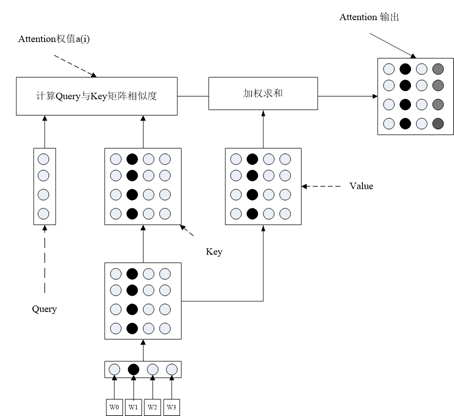 Attention 输出
Attention权值a(i)
计算Query与Key矩阵相似度
加权求和
Value
Key
Query
W0 W1 W2 W3